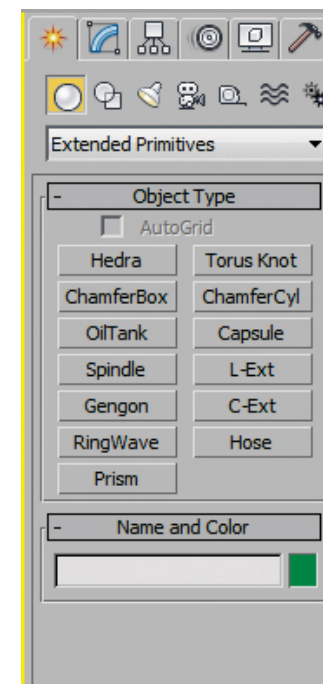 Extended Primitives
- Object Type
AutoGrid
Hedra Torus Knot
ChamferBox ChamferCyl
OilTank Capsule
Spindle L-Ext
Gengon C-Ext
RingWave Hose
Prism
- Name and Color